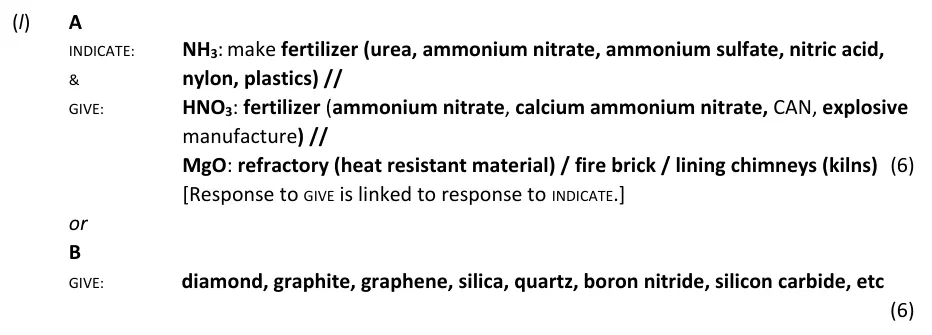 (l) A
INDICATE: NH₃: make fertilizer (urea, ammonium nitrate, ammonium sulfate, nitric acid,
& nylon, plastics) //
GIVE: HNO₃: fertilizer (ammonium nitrate, calcium ammonium nitrate, CAN, explosive
manufacture) //
MgO: refractory (heat resistant material) / fire brick / lining chimneys (kilns) (6)
[Response to GIVE is linked to response to INDICATE.]
or
B
GIVE: diamond, graphite, graphene, silica, quartz, boron nitride, silicon carbide, etc
(6)